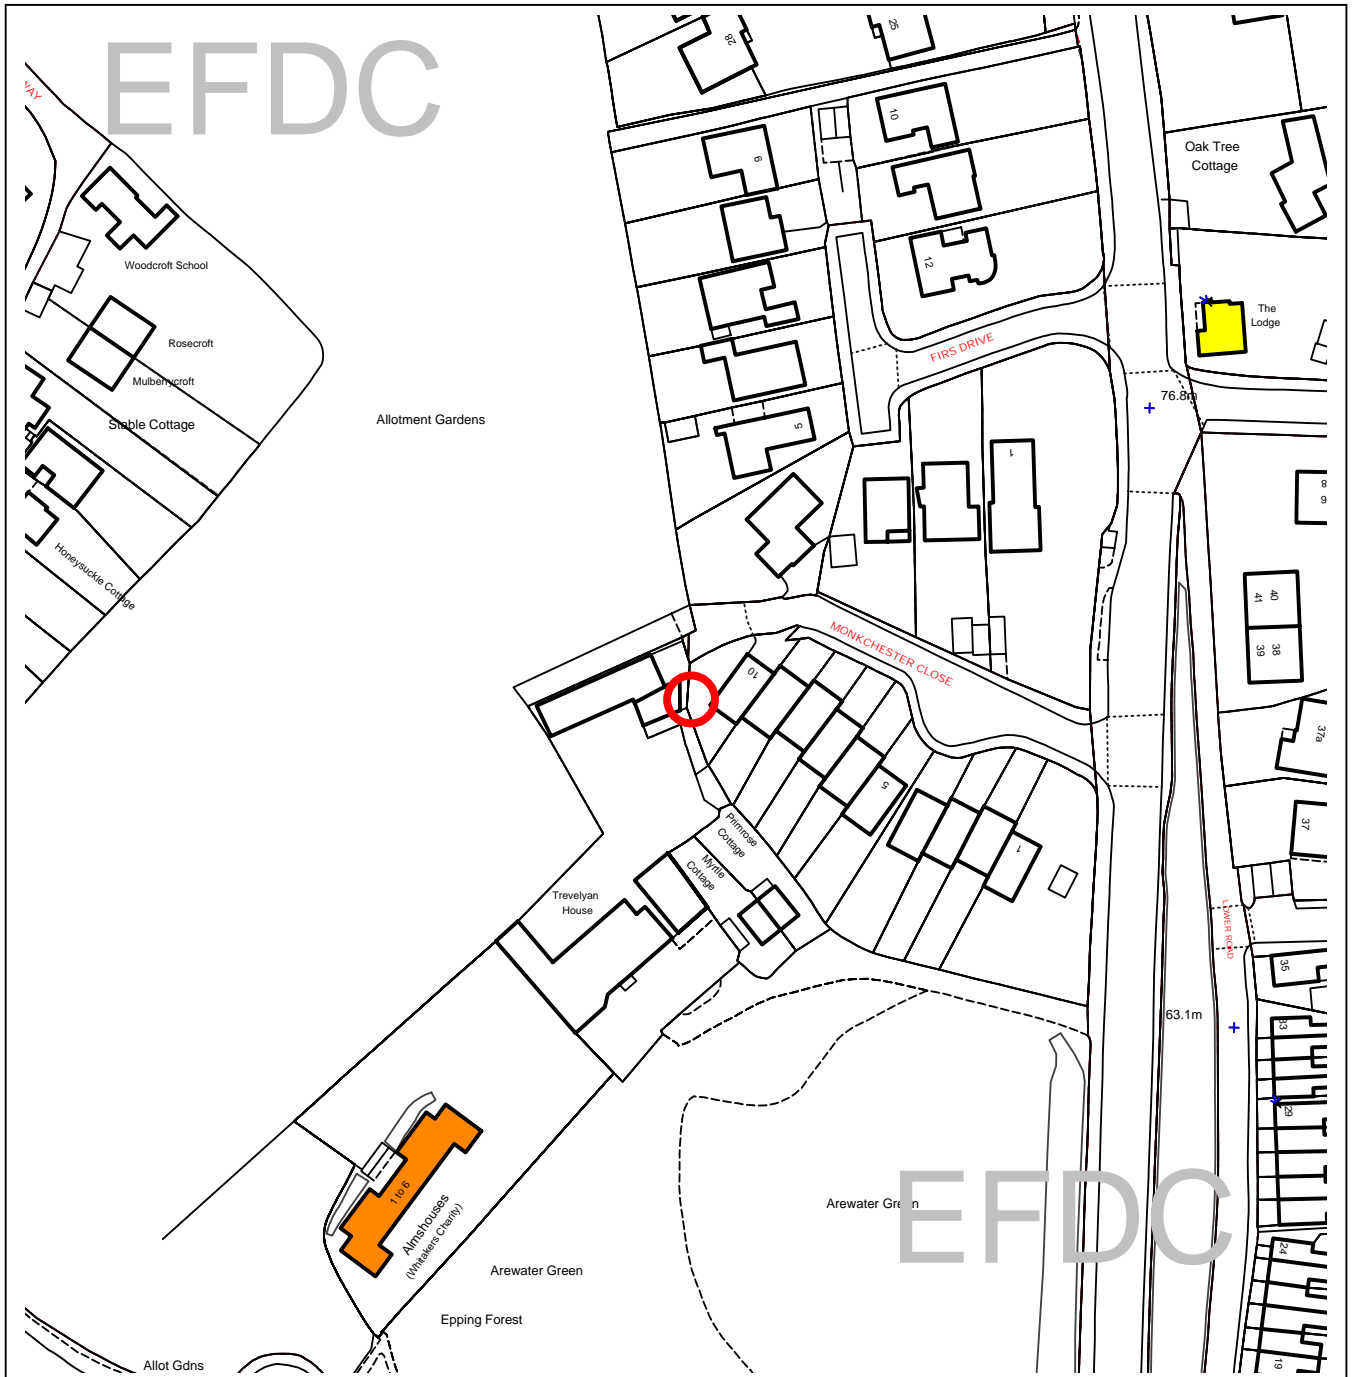 EFDC
28
25
10
6
Oak Tree
Cottage
Woodcroft School
12
The
Lodge
Rosecroft
FIRS DRIVE
Mulberrycroft
76.8m
Stable Cottage
Allotment Gardens
5
1
Honeysuckle Cottage
40
41
39
38
MONKCHESTER CLOSE
10
37a
5
Primrose
Cottage
37
1
Myrtle
Cottage
Trevelyan
House
LOWER ROAD
35
63.1m
33
29
1 to 6
Almshouses
(Whitakers Charity)
Arewater Green
EFDC
24
Arewater Green
Epping Forest
Allot Gdns
19